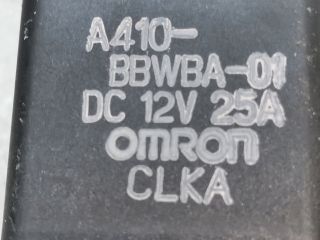 A410-
BBWBA-01
DC 12V 25A
OMRON
CLKA